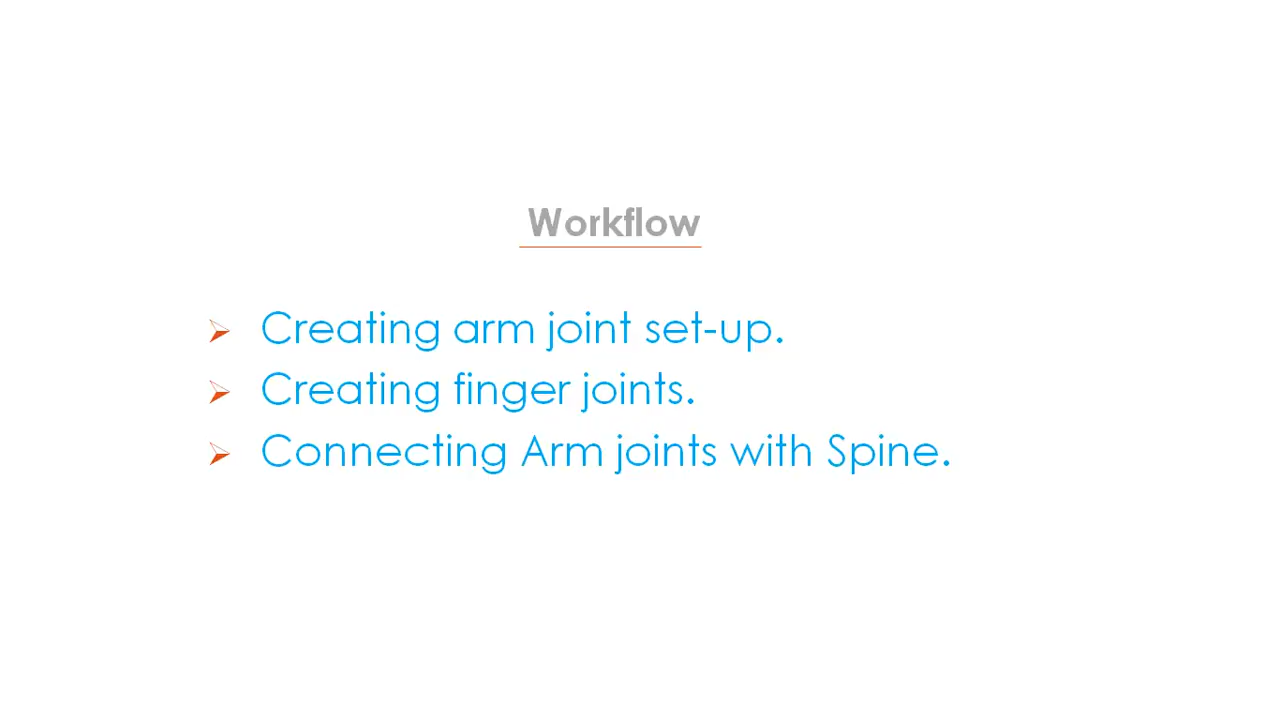 Workflow
Creating arm joint set-up.
Creating finger joints.
Connecting Arm joints with Spine.